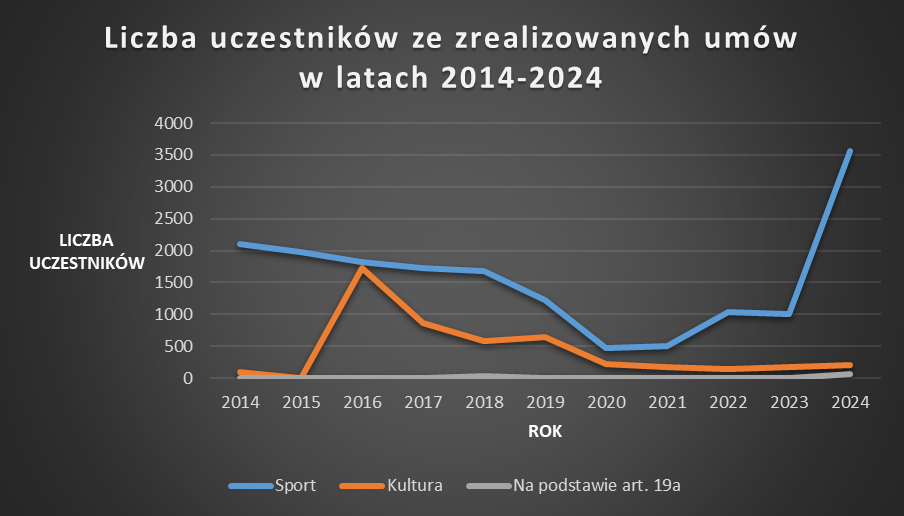 Liczba uczestników ze zrealizowanych umów
w latach 2014-2024
4000
3500
3000
2500
2000
1500
1000
500
0
LICZBA
UCZESTNIKÓW
2014 2015 2016 2017 2018 2019 2020 2021 2022 2023 2024
ROK
Sport Kultura Na podstawie art. 19a